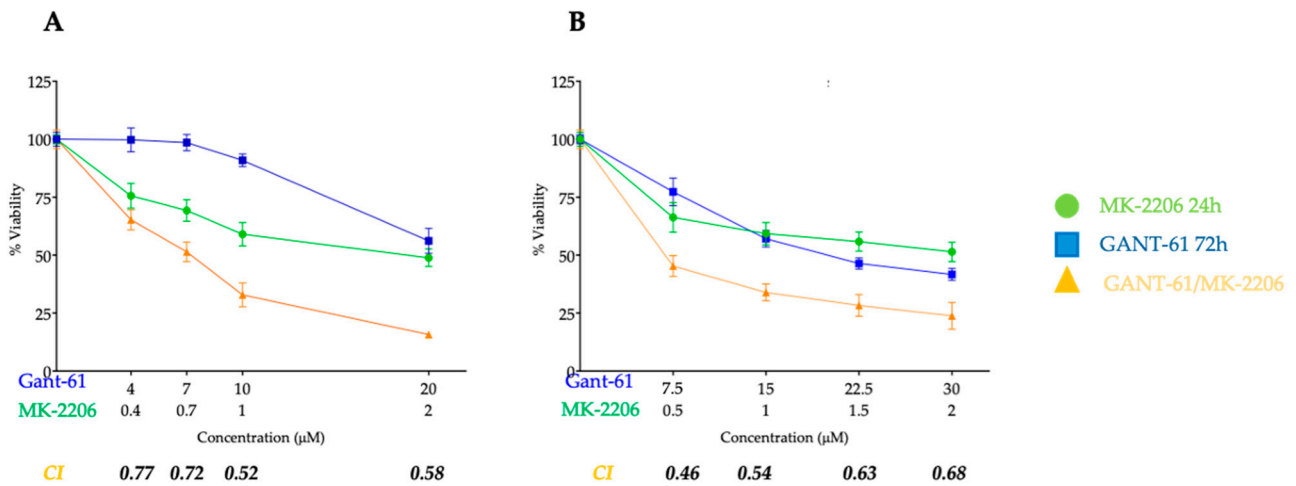 A
B
125
100
75
50
25
0
% Viability
Gant-61 4 7 10 20
MK-2206 0.4 0.7 1 2
Concentration (μM)
CI 0.77 0.72 0.52 0.58
125
100
75
50
25
0
% Viability
Gant-61 7.5 15 22.5 30
MK-2206 0.5 1 1.5 2
Concentration (μM)
CI 0.46 0.54 0.63 0.68
MK-2206 24h
GANT-61 72h
GANT-61/MK-2206